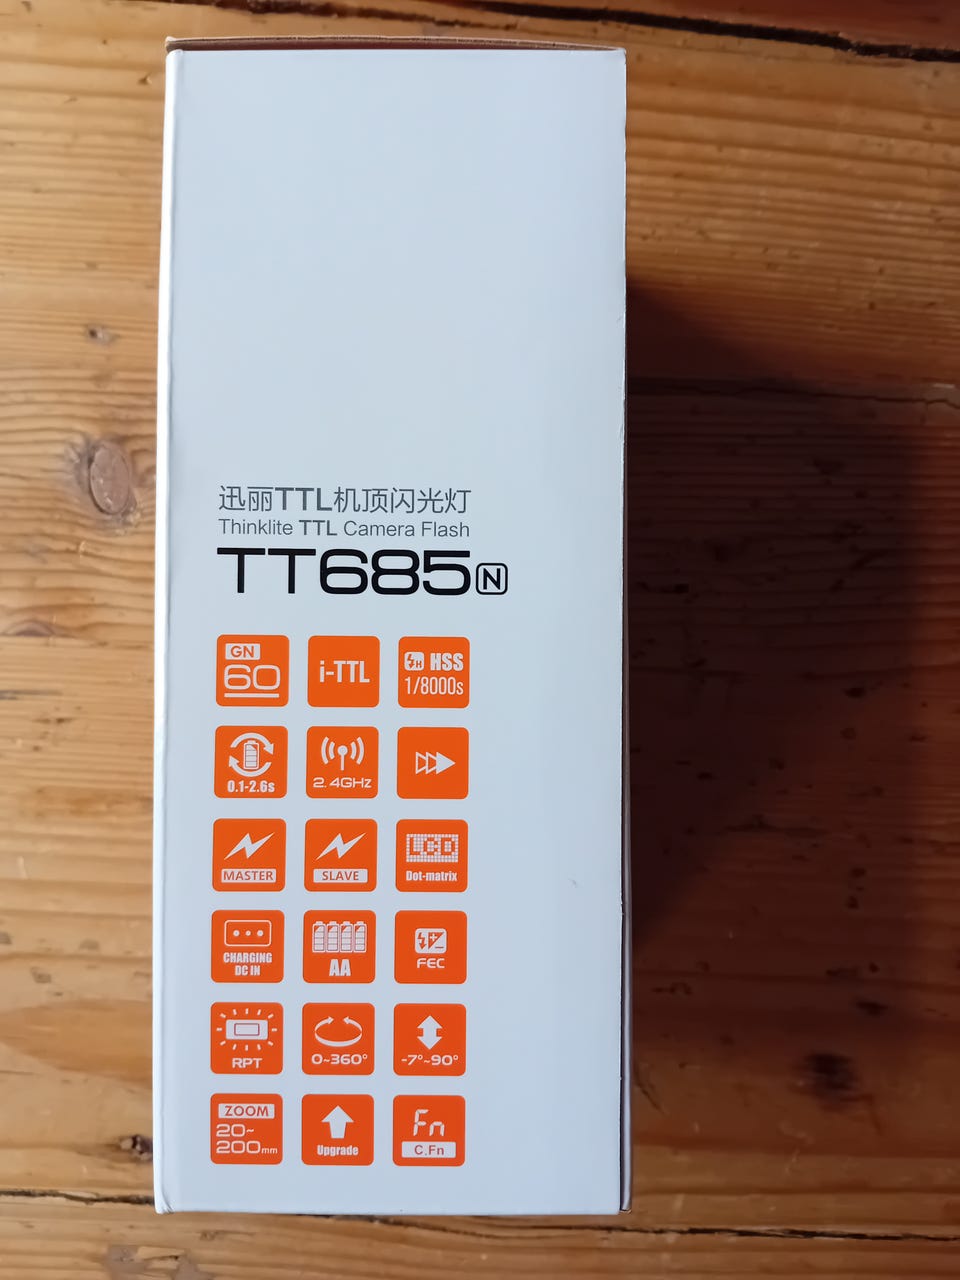 迅丽TTL机顶闪光灯
Thinklite TTL Camera Flash
TT685 N
GN
60
i-TTL
H HSS
1/8000s
0.1-2.6s
2.4GHz
MASTER
SLAVE
LCD
Dot-matrix
CHARGING
DC IN
AA
FEC
RPT
0~360°
-7°~90°
ZOOM
20~
200mm
Upgrade
Fn
C.Fn